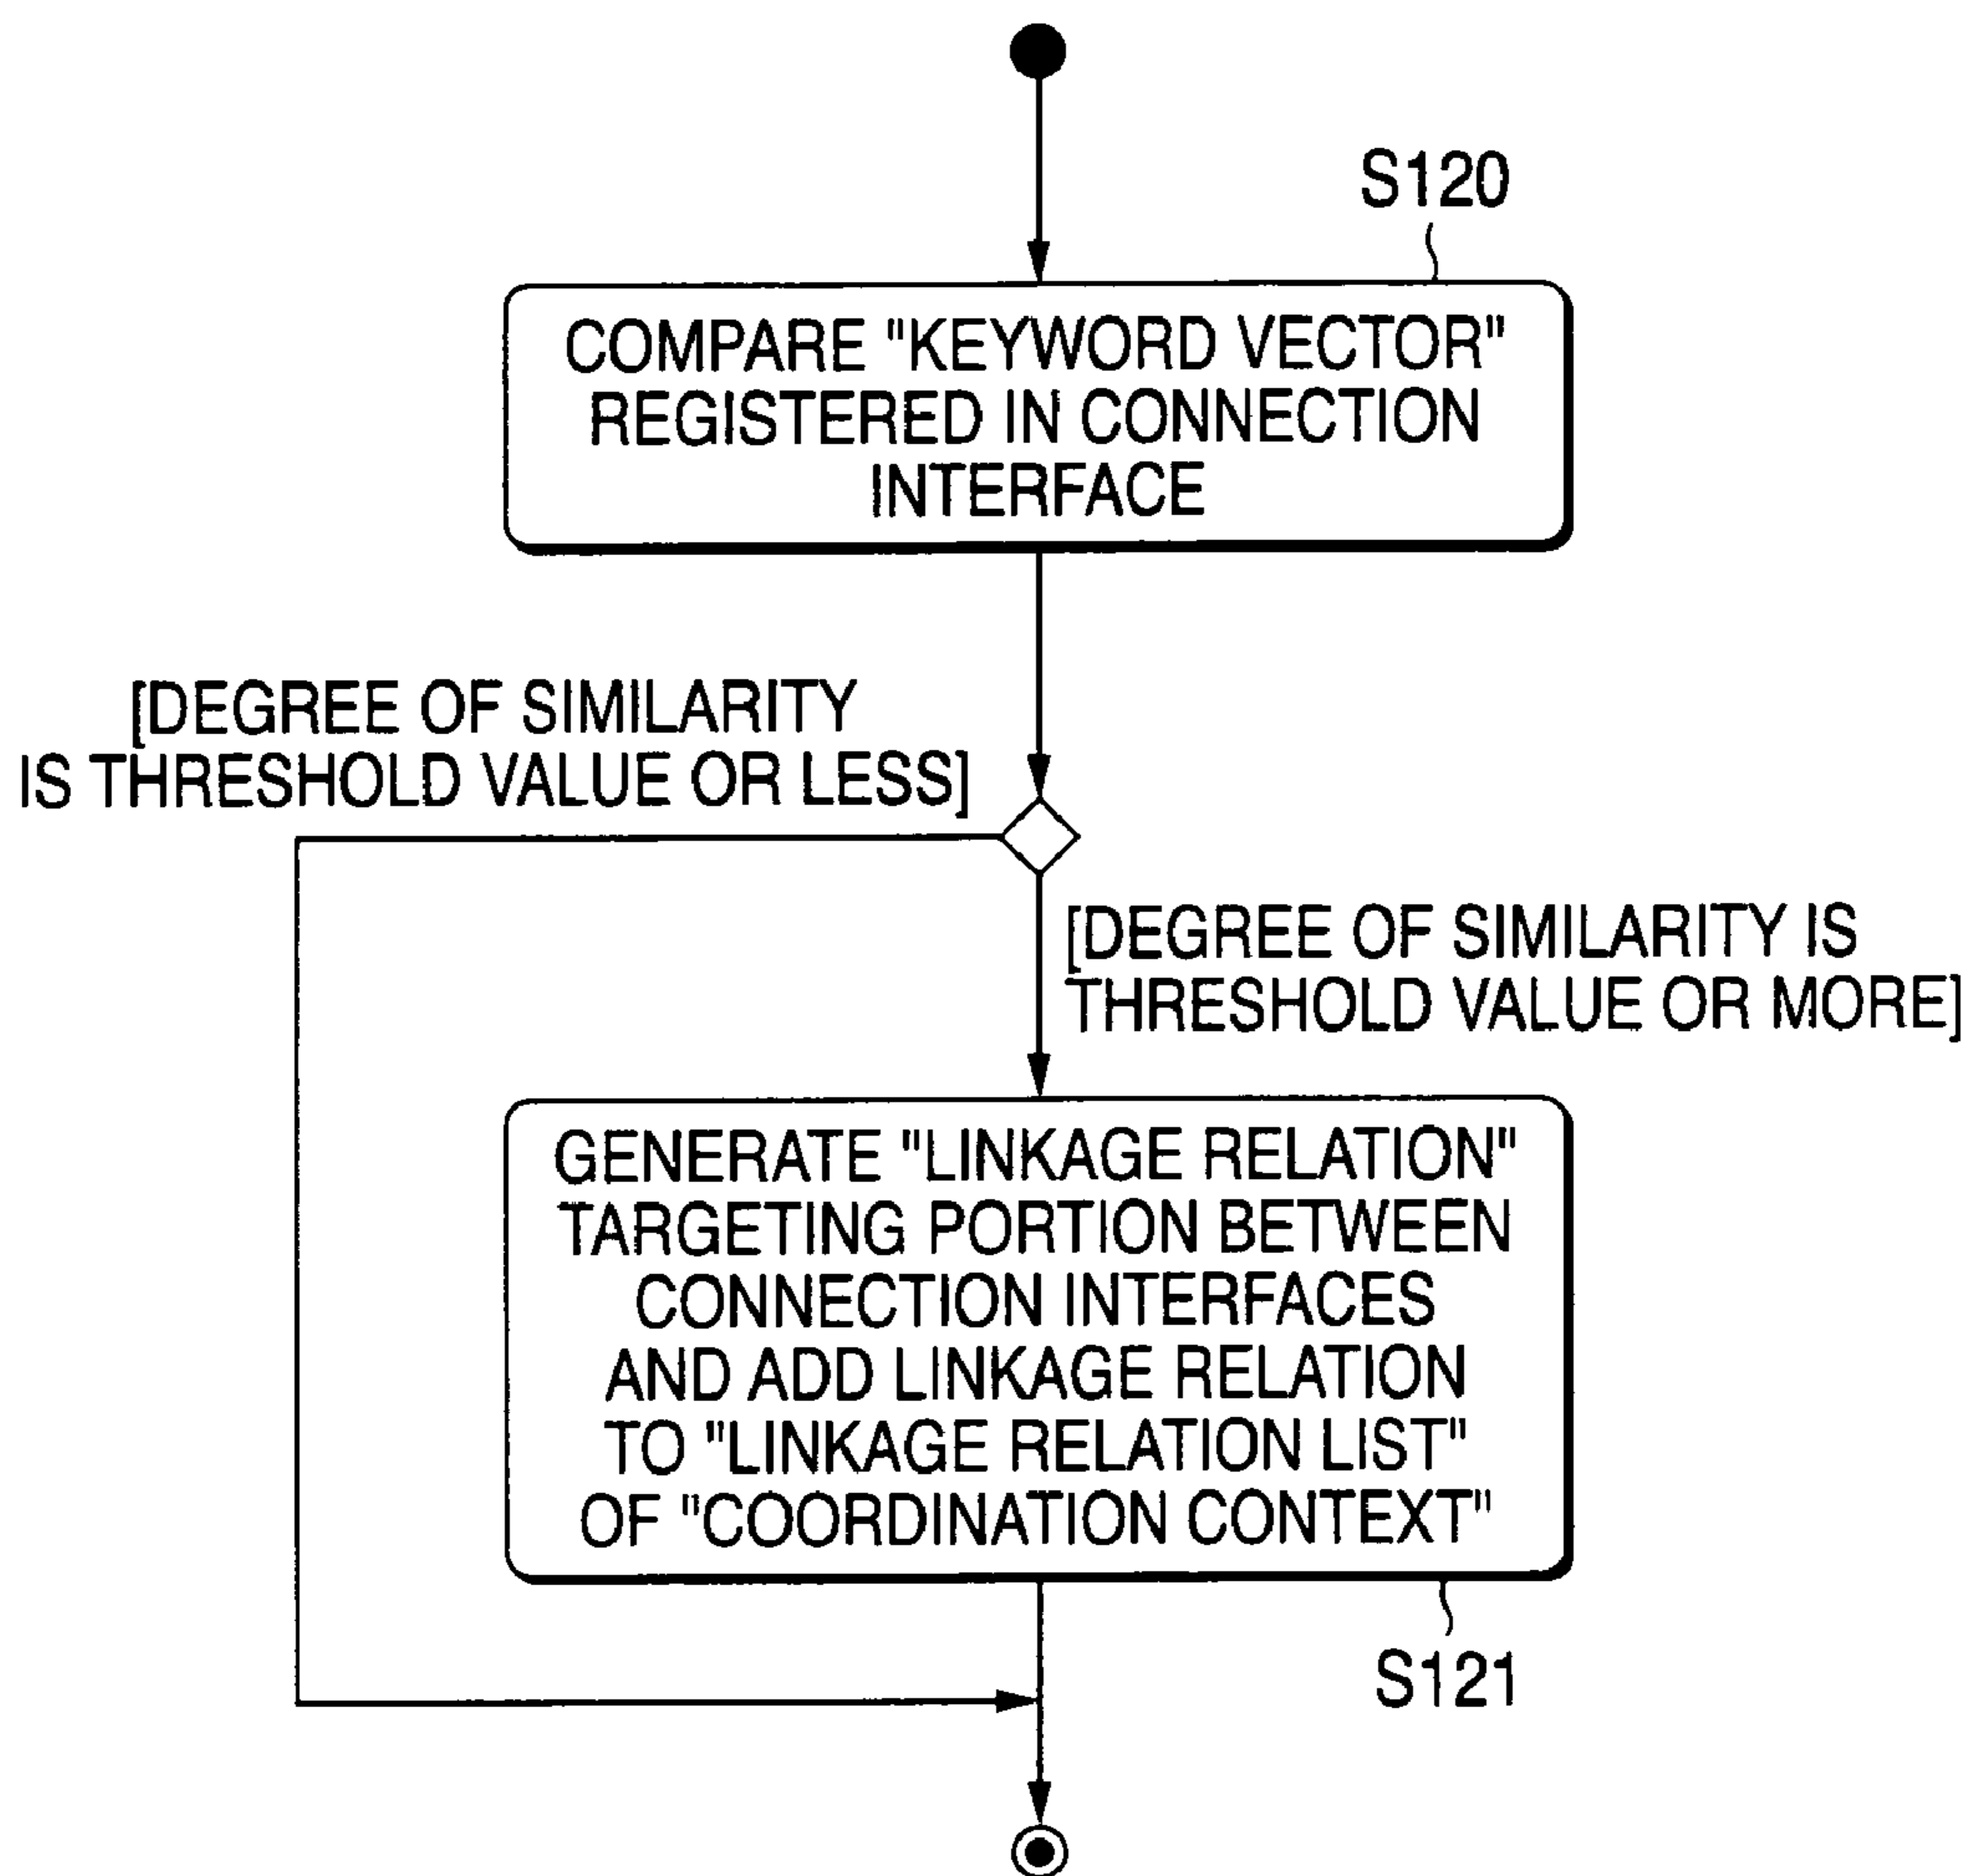 S120
COMPARE "KEYWORD VECTOR"
REGISTERED IN CONNECTION
INTERFACE
[DEGREE OF SIMILARITY
IS THRESHOLD VALUE OR LESS]
[DEGREE OF SIMILARITY IS
THRESHOLD VALUE OR MORE]
GENERATE "LINKAGE RELATION"
TARGETING PORTION BETWEEN
CONNECTION INTERFACES
AND ADD LINKAGE RELATION
TO "LINKAGE RELATION LIST"
OF "COORDINATION CONTEXT"
S121